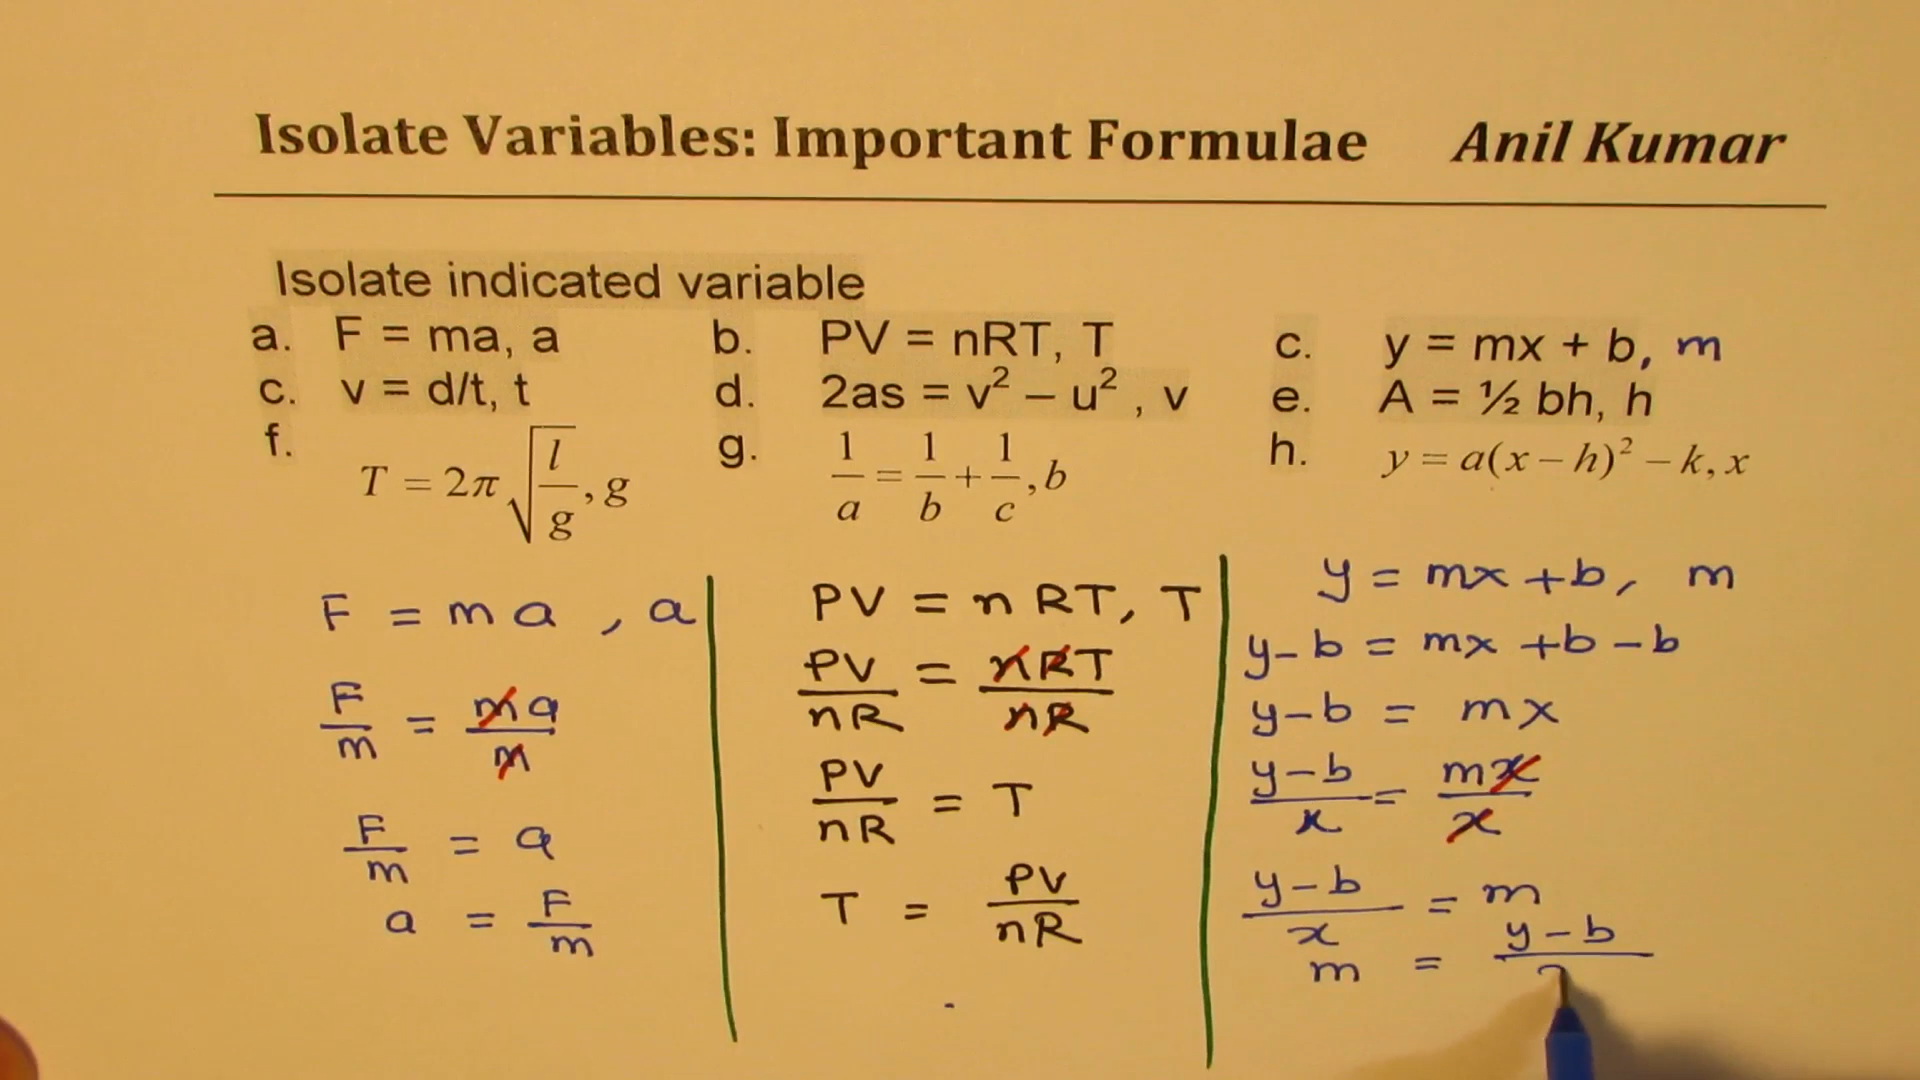 Isolate Variables: Important Formulae Anil Kumar
Isolate indicated variable
a. F = ma, a b. PV = nRT, T c. y = mx + b, m
c. v = d/t, t d. 2as = v² – u² , v e. A = ½ bh, h
f. T = 2π √(l/g), g g. 1/a = 1/b + 1/c, b h. y = a(x – h)² – k, x
F = ma , a
F/m = ma/m
F/m = a
a = F/m
PV = nRT, T
PV/nR = nRT/nR
PV/nR = T
T = PV/nR
y = mx + b, m
y – b = mx + b – b
y – b = mx
y – b/x = mx/x
y – b/x = m
m = y – b